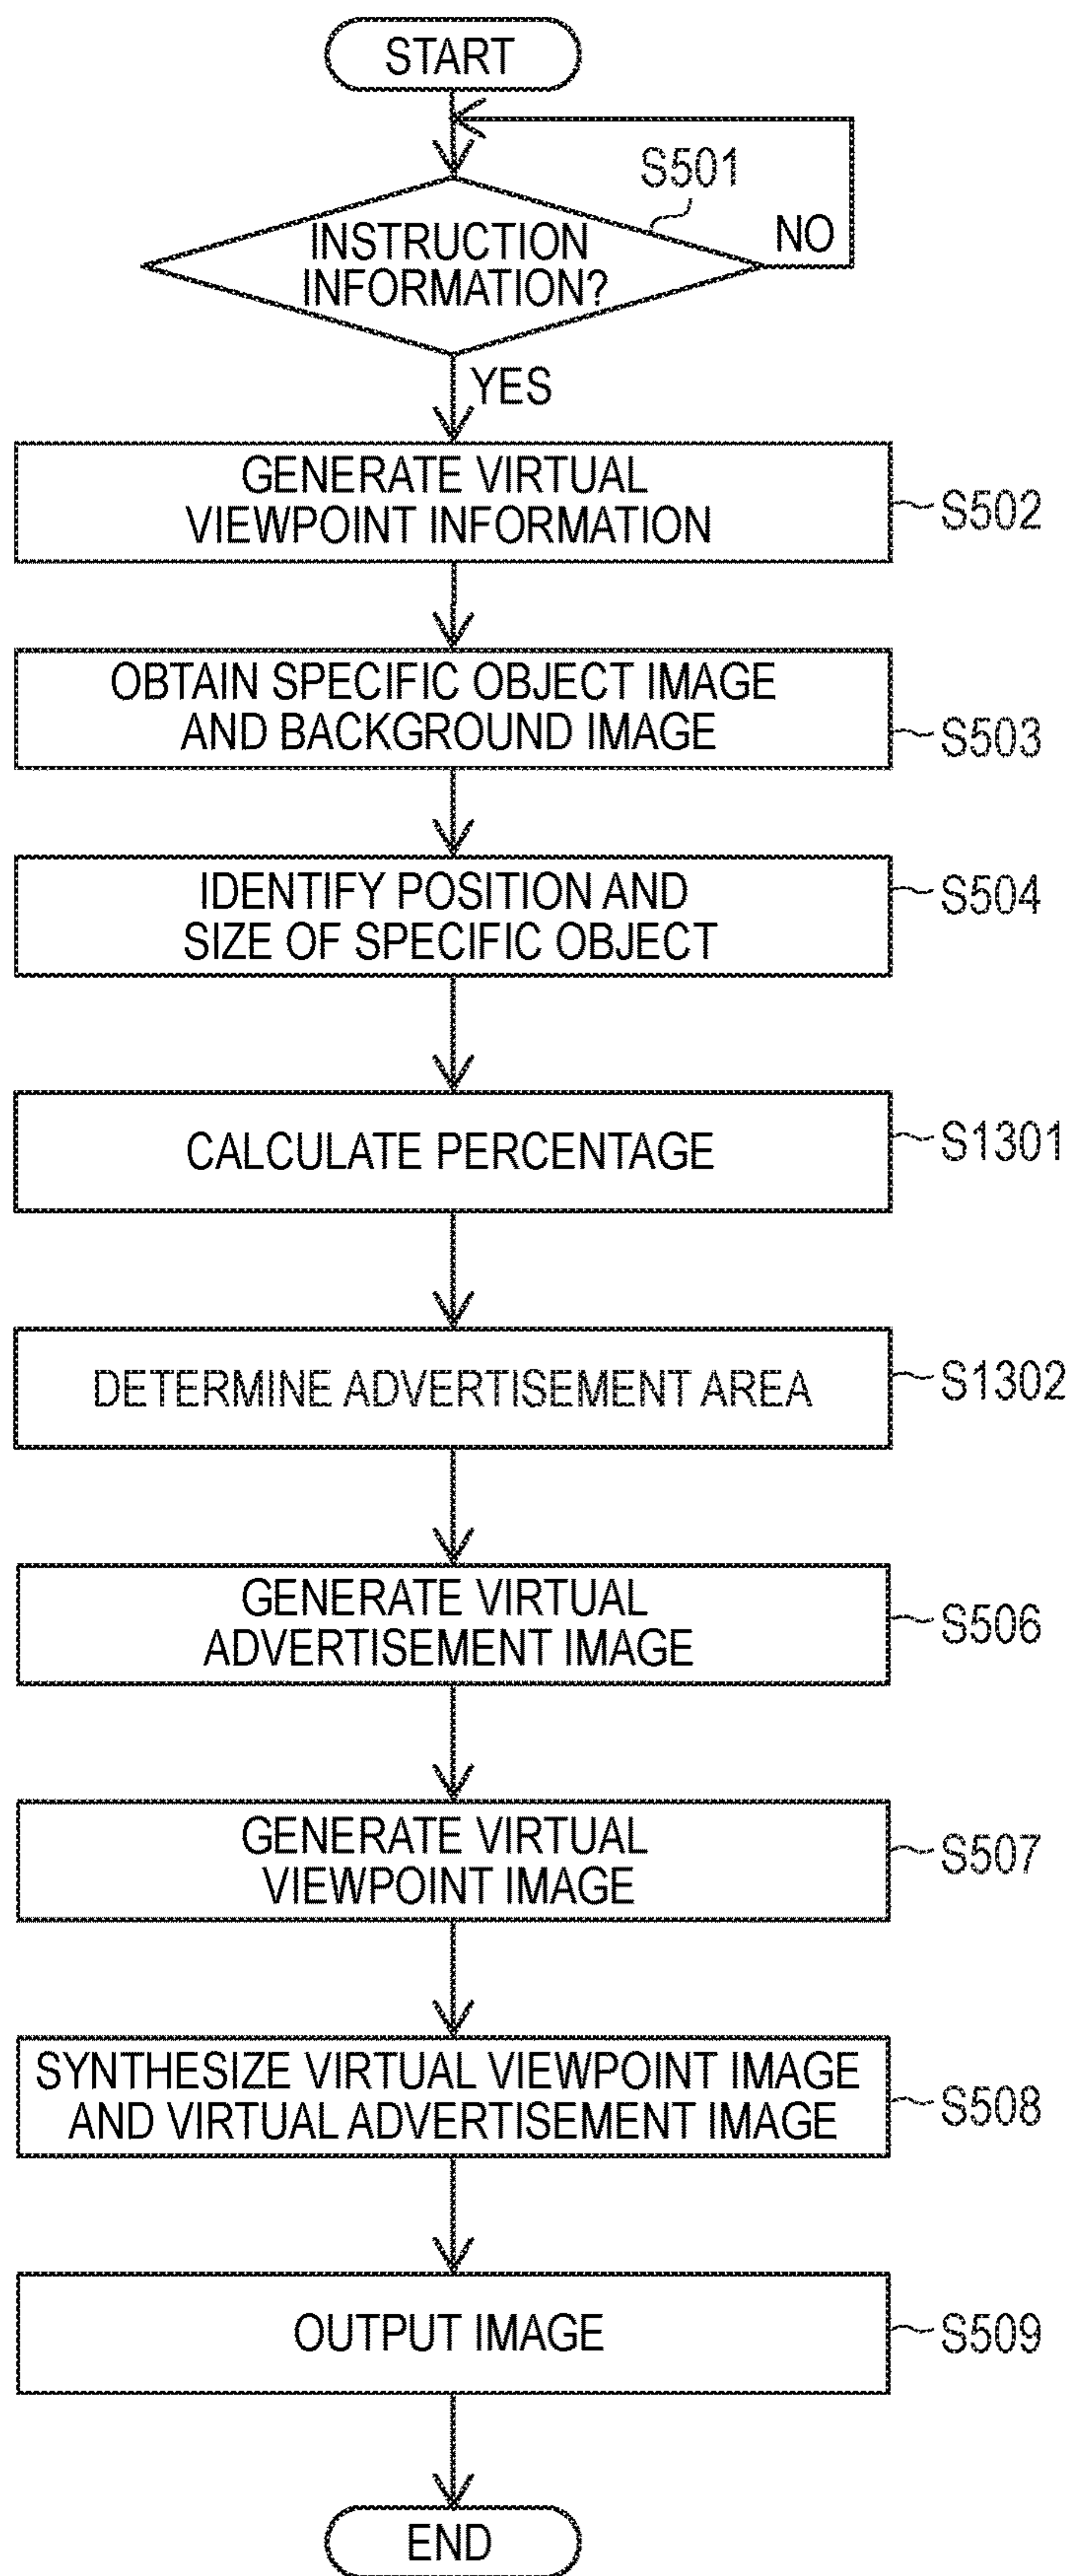 START
S501
INSTRUCTION
INFORMATION?
NO
YES
GENERATE VIRTUAL
VIEWPOINT INFORMATION
S502
OBTAIN SPECIFIC OBJECT IMAGE
AND BACKGROUND IMAGE
S503
IDENTIFY POSITION AND
SIZE OF SPECIFIC OBJECT
S504
CALCULATE PERCENTAGE
S1301
DETERMINE ADVERTISEMENT AREA
S1302
GENERATE VIRTUAL
ADVERTISEMENT IMAGE
S506
GENERATE VIRTUAL
VIEWPOINT IMAGE
S507
SYNTHESIZE VIRTUAL VIEWPOINT IMAGE
AND VIRTUAL ADVERTISEMENT IMAGE
S508
OUTPUT IMAGE
S509
END